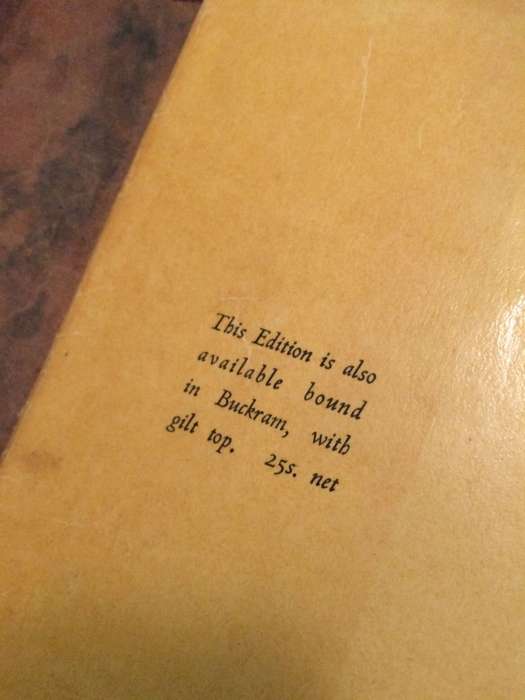 This Edition is also
available bound
in Buckram, with
gilt top. 25s. net